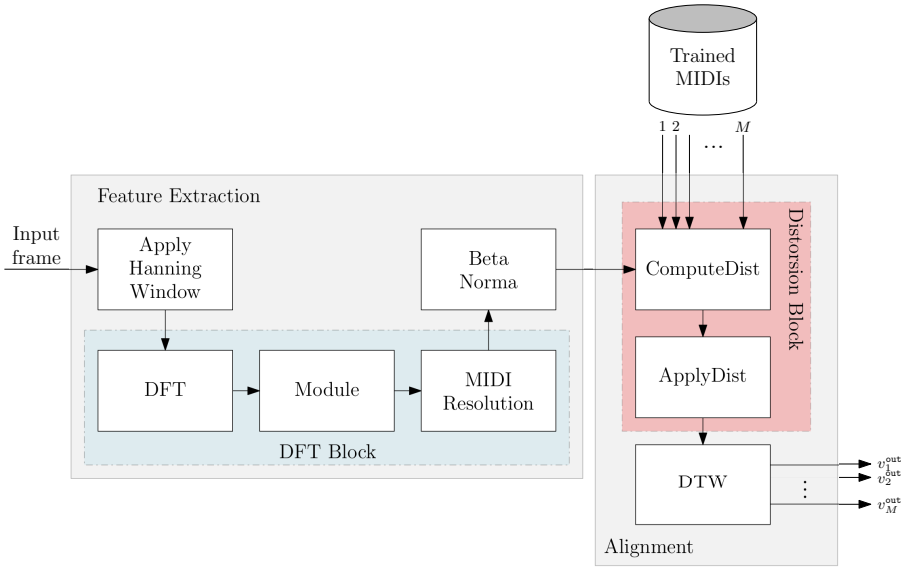 Trained
MIDIs
1 2 ... M
Feature Extraction
Input
frame
Apply
Hanning
Window
Beta
Norma
DFT
Module
MIDI
Resolution
DFT Block
ComputeDist
Distorsion Block
ApplyDist
DTW
v_1^out
v_2^out
⋮
v_M^out
Alignment